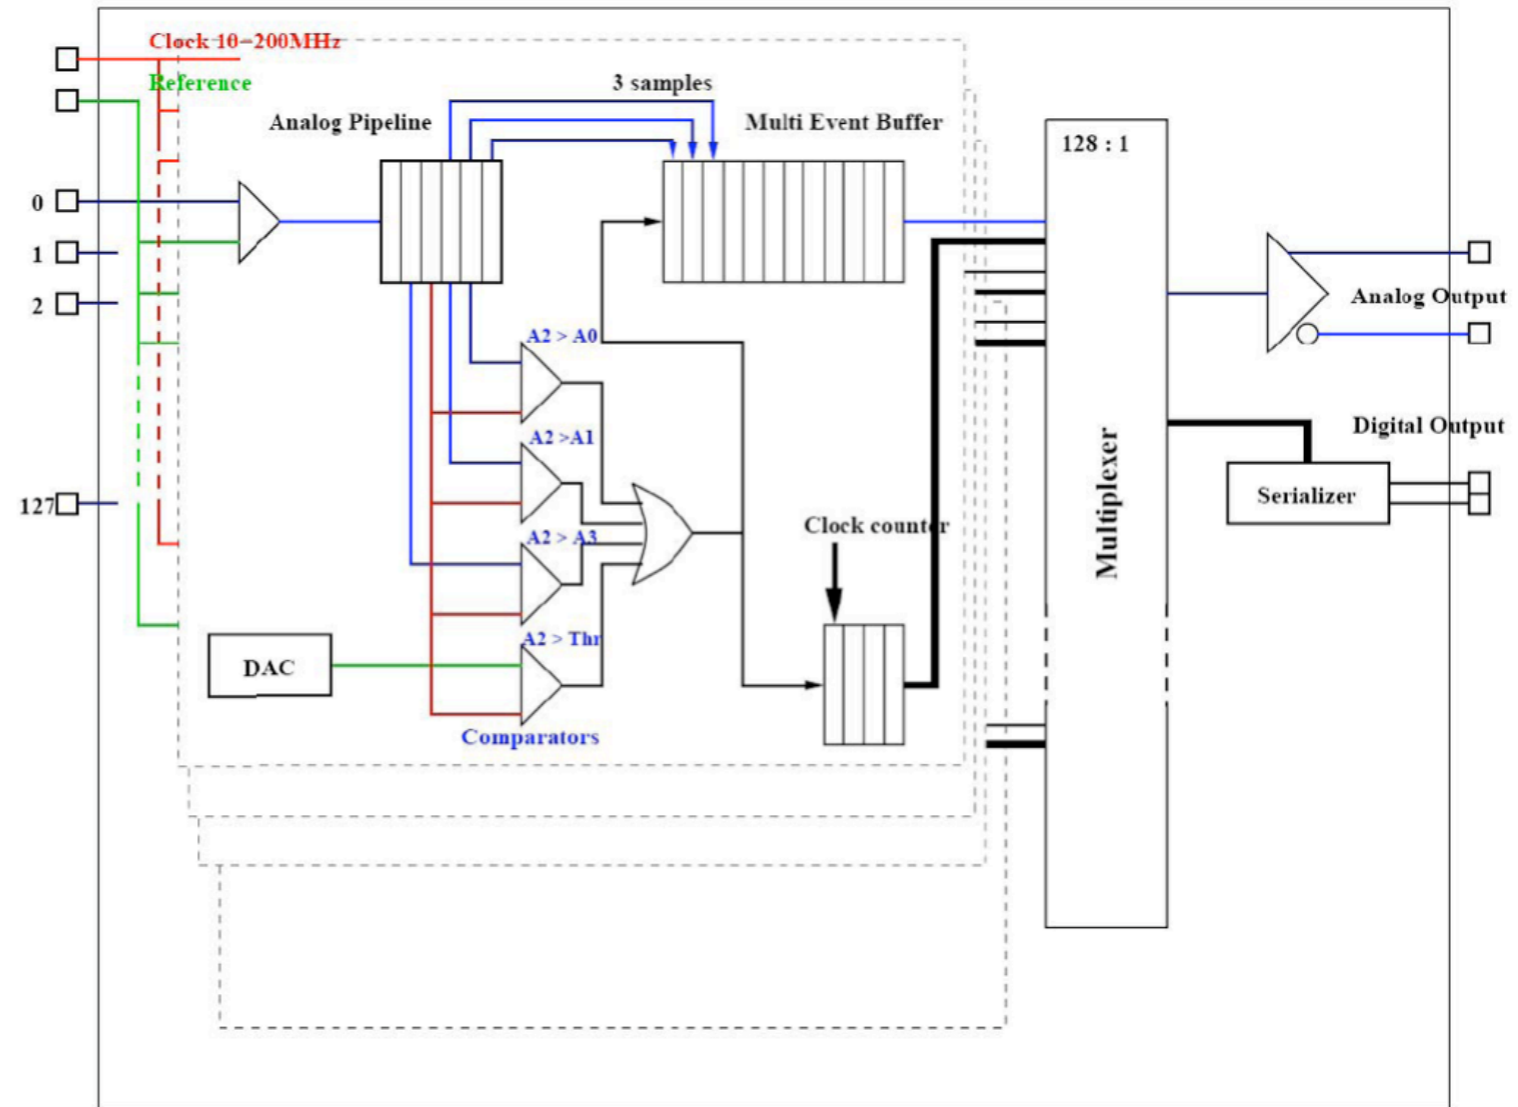 Clock 10-200MHz
Reference
3 samples
Analog Pipeline
Multi Event Buffer
128 : 1
0
1
2
Analog Output
A2 > A0
Digital Output
A2 >A1
Multiplexer
Serializer
127
Clock counter
A2 > A3
A2 > Thr
DAC
Comparators